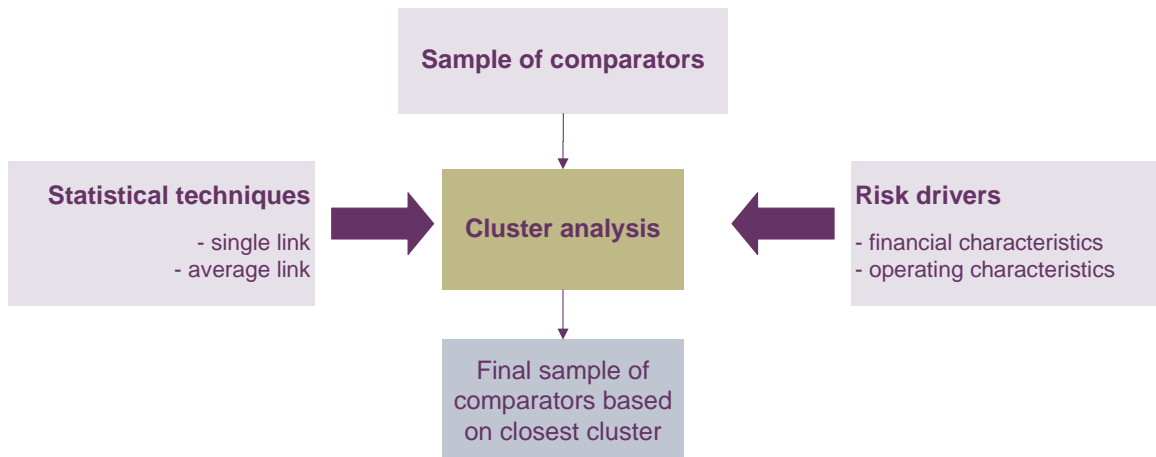 Sample of comparators
Statistical techniques
- single link
- average link
Cluster analysis
Risk drivers
- financial characteristics
- operating characteristics
Final sample of
comparators based
on closest cluster